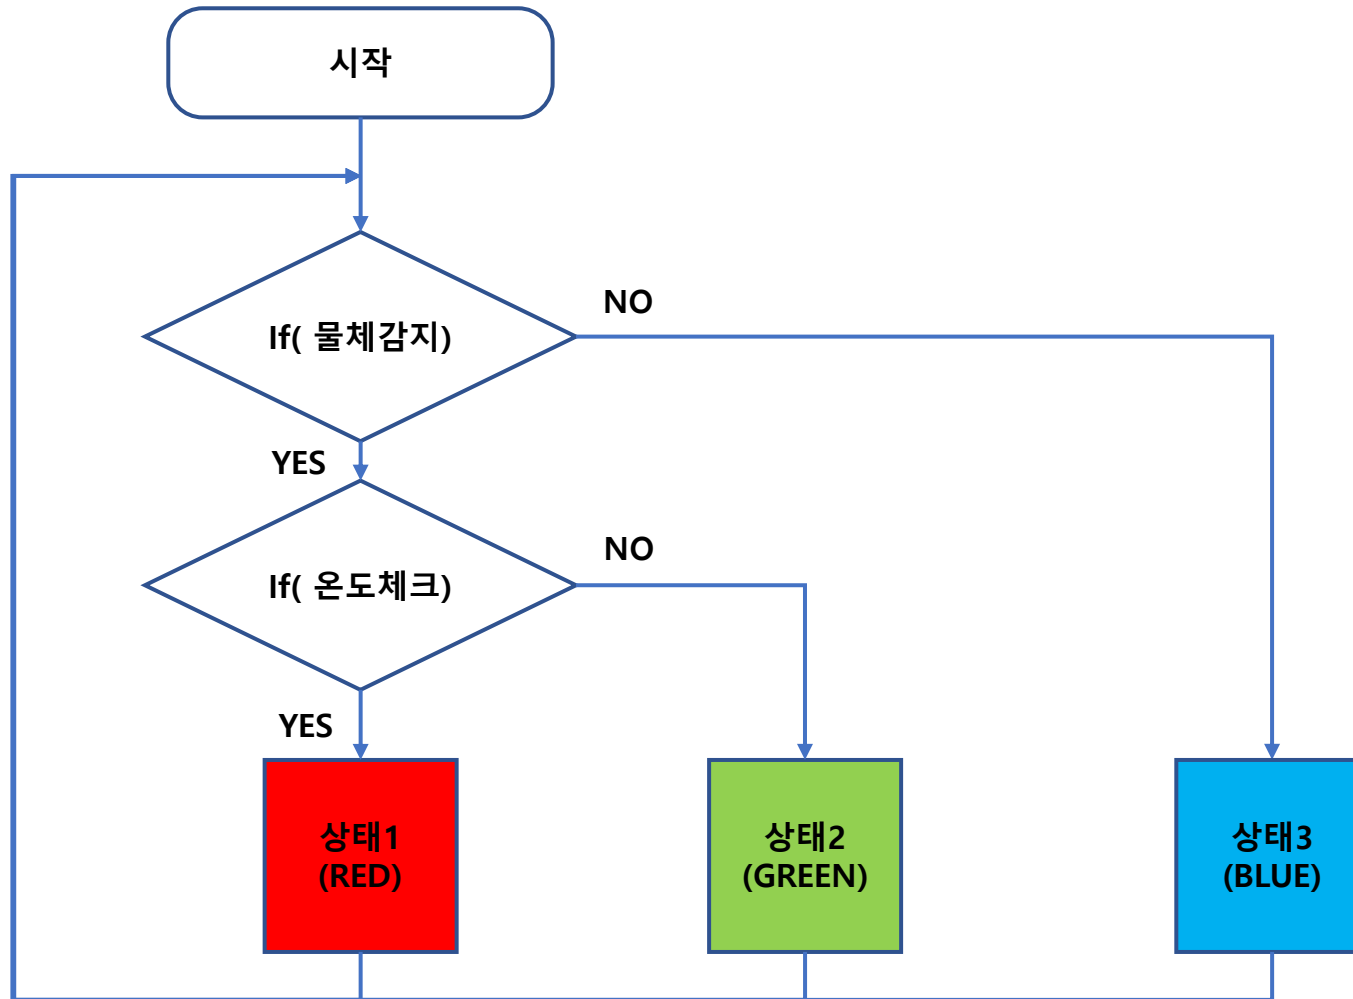 시작
If( 물체감지)
NO
YES
If( 온도체크)
NO
YES
상태1
(RED)
상태2
(GREEN)
상태3
(BLUE)